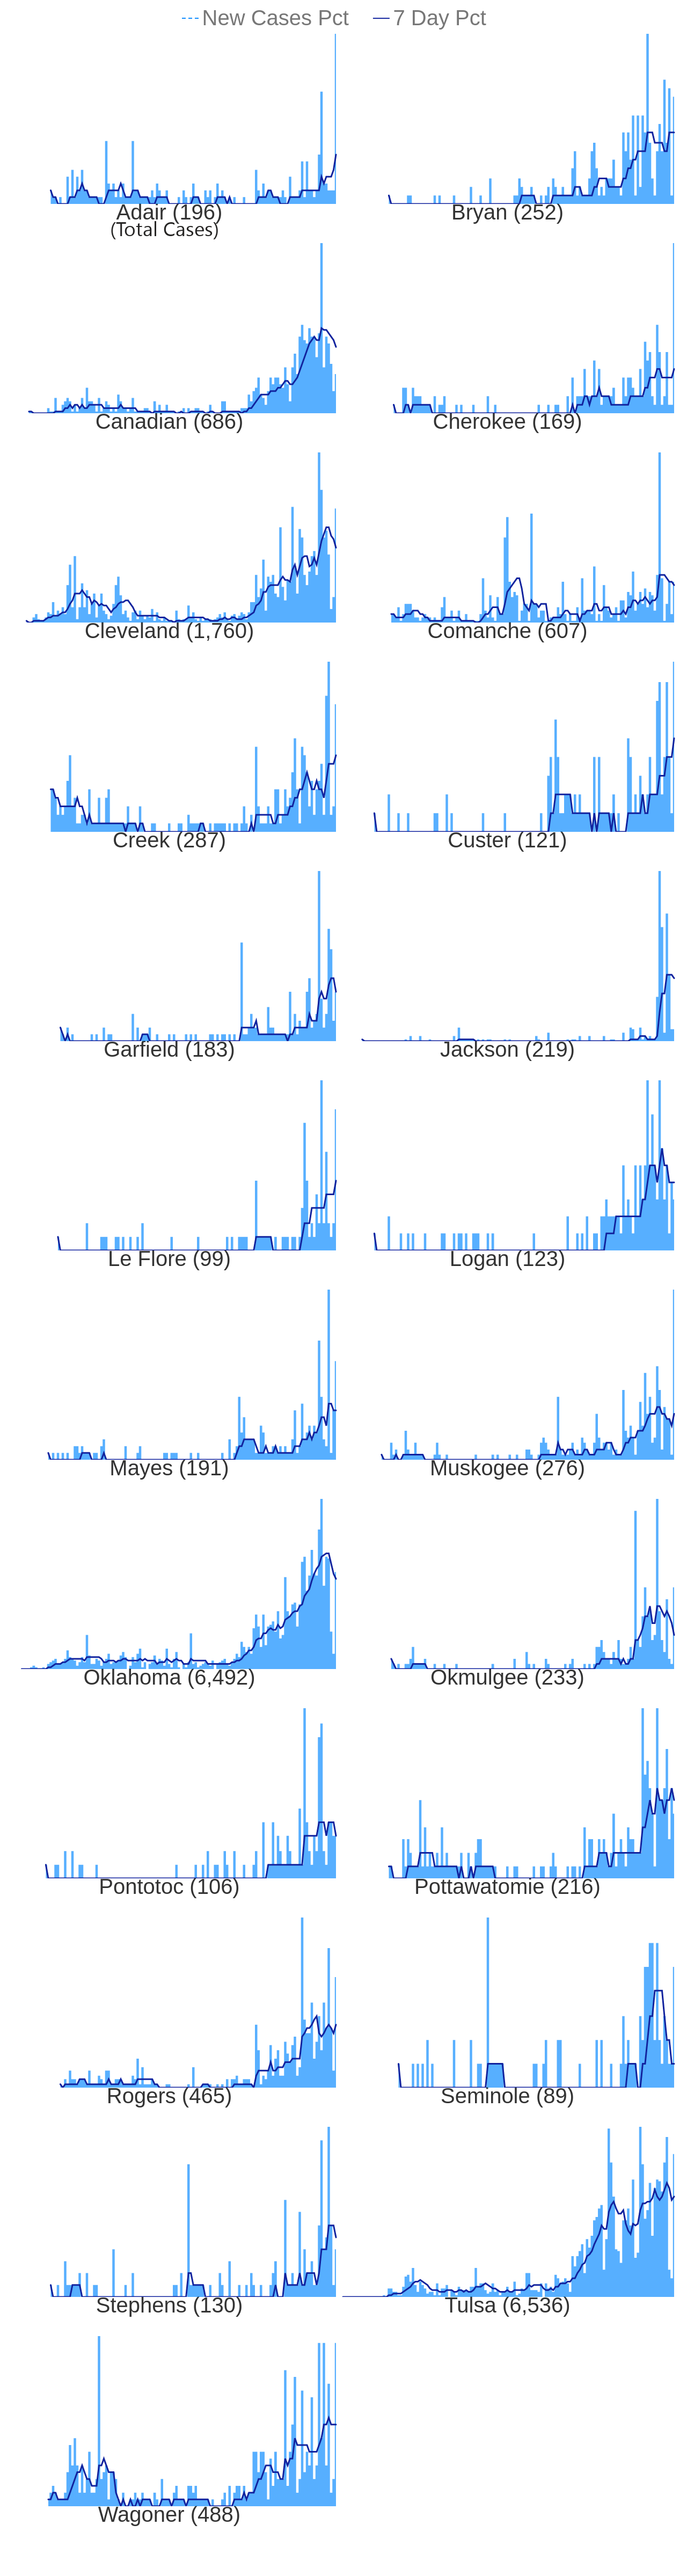 New Cases Pct 7 Day Pct
Adair (196) Bryan (252)
(Total Cases)
Canadian (686) Cherokee (169)
Cleveland (1,760) Comanche (607)
Creek (287) Custer (121)
Garfield (183) Jackson (219)
Le Flore (99) Logan (123)
Mayes (191) Muskogee (276)
Oklahoma (6,492) Okmulgee (233)
Pontotoc (106) Pottawatomie (216)
Rogers (465) Seminole (89)
Stephens (130) Tulsa (6,536)
Wagoner (488)